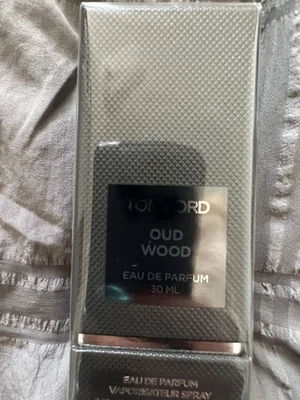 TOM FORD
OUD
WOOD
EAU DE PARFUM
30 ML
EAU DE PARFUM
VAPORISATEUR SPRAY